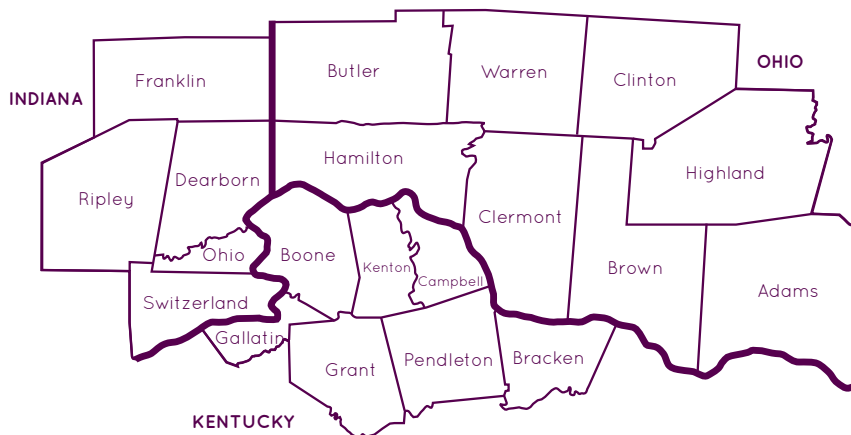 Butler
Warren
Clinton
OHIO
Franklin
INDIANA
Hamilton
Highland
Dearborn
Ripley
Clermont
Ohio
Boone
Kenton
Campbell
Brown
Adams
Switzerland
Gallatin
Grant
Pendleton
Bracken
KENTUCKY